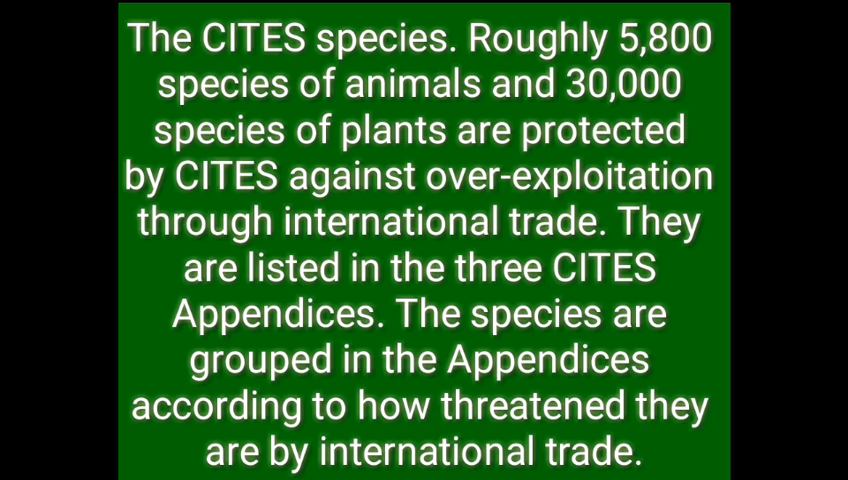 The CITES species. Roughly 5,800
species of animals and 30,000
species of plants are protected
by CITES against over-exploitation
through international trade. They
are listed in the three CITES
Appendices. The species are
grouped in the Appendices
according to how threatened they
are by international trade.